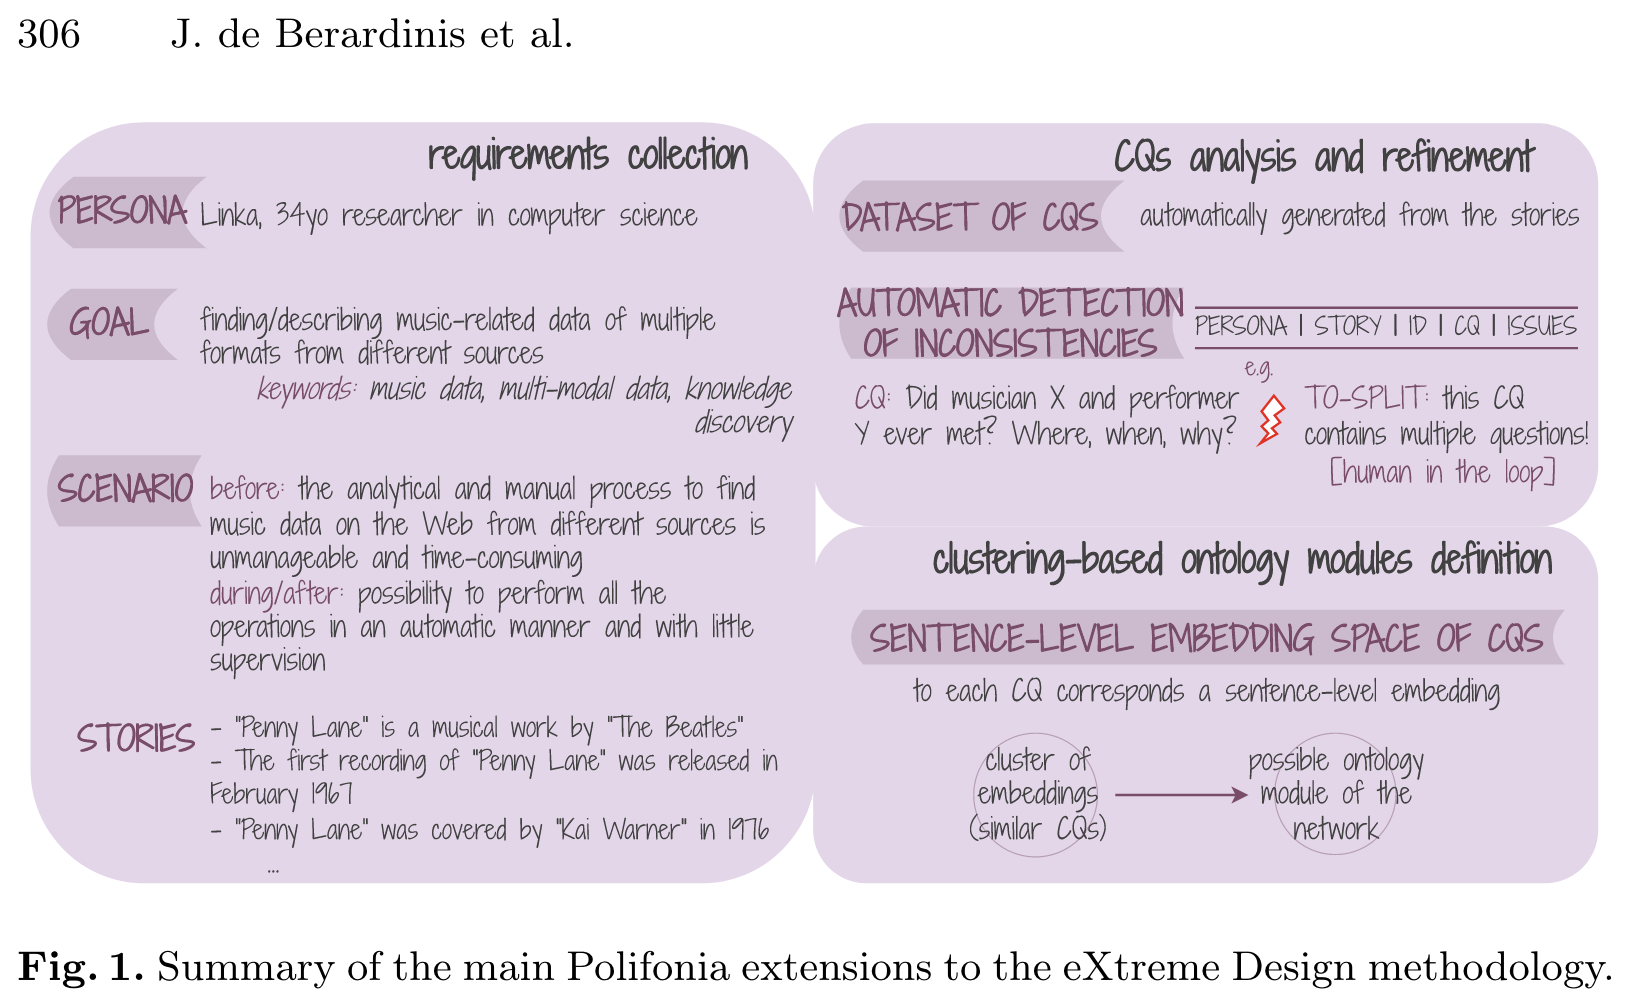 306 J. de Berardinis et al.
requirements collection
PERSONA Linka, 34yo researcher in computer science
GOAL finding/describing music-related data of multiple
formats from different sources
keywords: music data, multi-modal data, knowledge
discovery
SCENARIO before: the analytical and manual process to find
music data on the Web from different sources is
unmanageable and time-consuming
during/after: possibility to perform all the
operations in an automatic manner and with little
supervision
STORIES - "Penny Lane" is a musical work by "The Beatles"
- The first recording of "Penny Lane" was released in
February 1967
- "Penny Lane" was covered by "Kai Warner" in 1976
...
CQs analysis and refinement
DATASET OF CQS automatically generated from the stories
AUTOMATIC DETECTION
OF INCONSISTENCIES
PERSONA | STORY | ID | CQ | ISSUES
e.g.
CQ: Did musician X and performer
Y ever met? Where, when, why?
TO-SPLIT: this CQ
contains multiple questions!
[human in the loop]
clustering-based ontology modules definition
SENTENCE-LEVEL EMBEDDING SPACE OF CQS
to each CQ corresponds a sentence-level embedding
cluster of
embeddings
(similar CQs)
possible ontology
module of the
network
Fig. 1. Summary of the main Polifonia extensions to the eXtreme Design methodology.